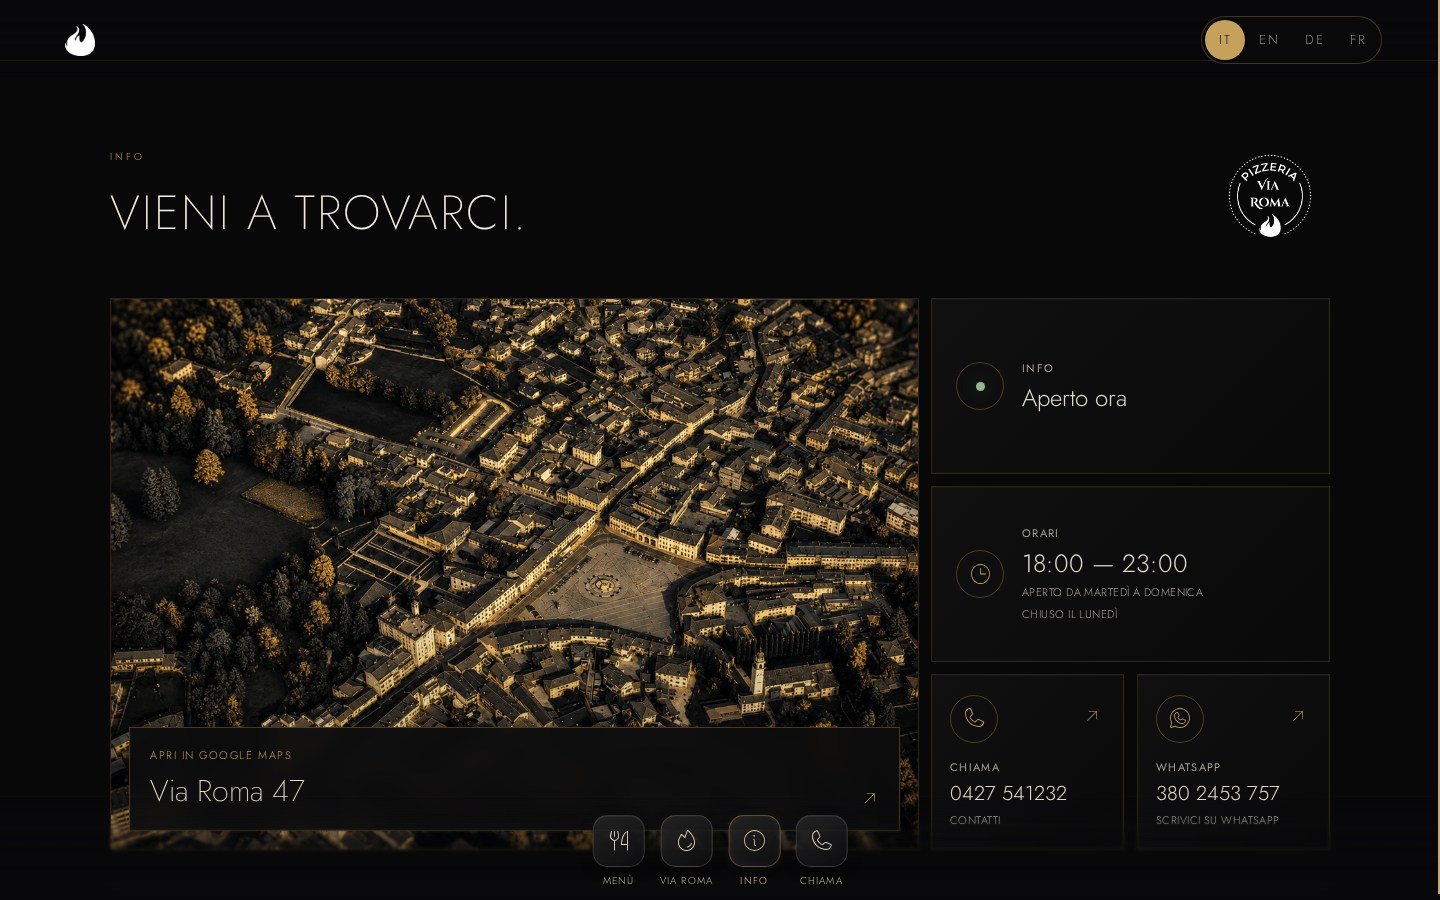 IT EN DE FR
INFO
VIENI A TROVARCI.
PIZZERIA
VIA
ROMA
INFO
Aperto ora
ORARI
18:00 — 23:00
APERTO DA MARTEDÌ A DOMENICA
CHIUSO IL LUNEDÌ
APRI IN GOOGLE MAPS
Via Roma 47
CHIAMA
0427 541232
CONTATTI
WHATSAPP
380 2453 757
SCRIVICI SU WHATSAPP
MENÙ
VIA ROMA
INFO
CHIAMA